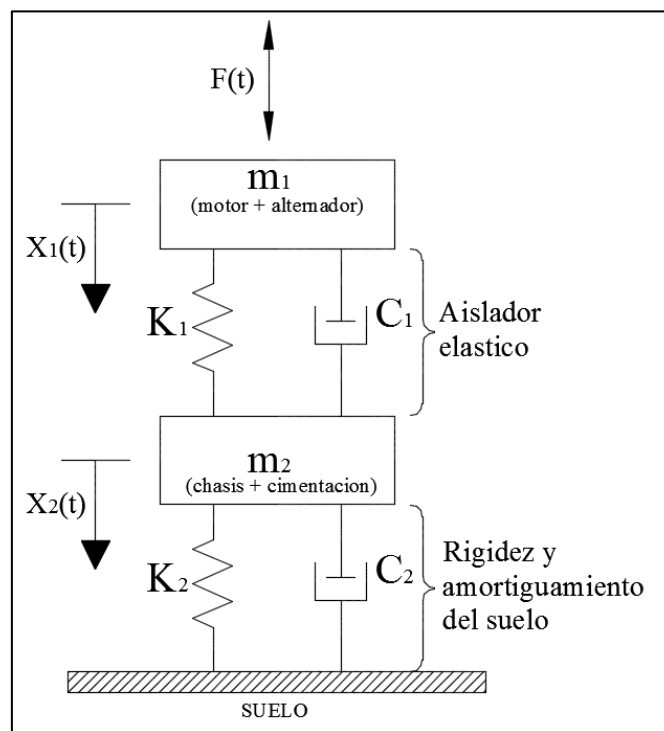 F(t)
m1
(motor + alternador)
X1(t)
K1
C1
Aislador
elastico
m2
(chasis + cimentacion)
X2(t)
K2
C2
Rigidez y
amortiguamiento
del suelo
SUELO